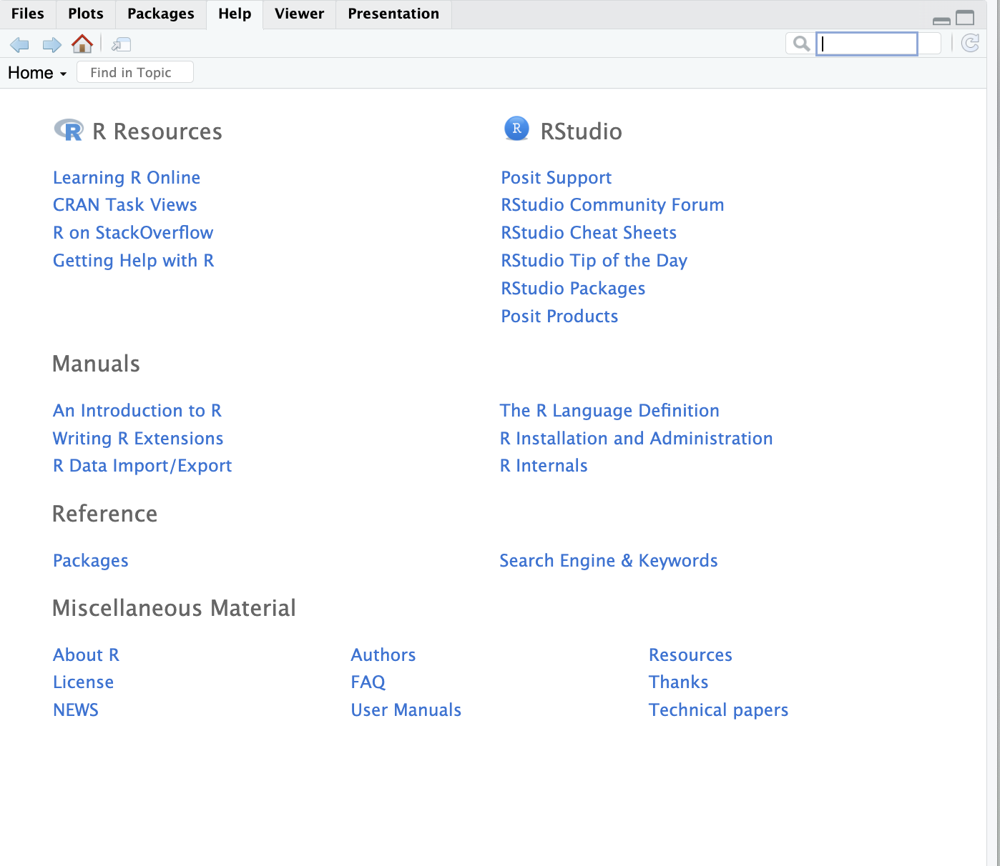 Files Plots Packages Help Viewer Presentation
Home Find in Topic
R R Resources
Learning R Online
CRAN Task Views
R on StackOverflow
Getting Help with R
R RStudio
Posit Support
RStudio Community Forum
RStudio Cheat Sheets
RStudio Tip of the Day
RStudio Packages
Posit Products
Manuals
An Introduction to R
Writing R Extensions
R Data Import/Export
The R Language Definition
R Installation and Administration
R Internals
Reference
Packages
Search Engine & Keywords
Miscellaneous Material
About R
License
NEWS
Authors
FAQ
User Manuals
Resources
Thanks
Technical papers